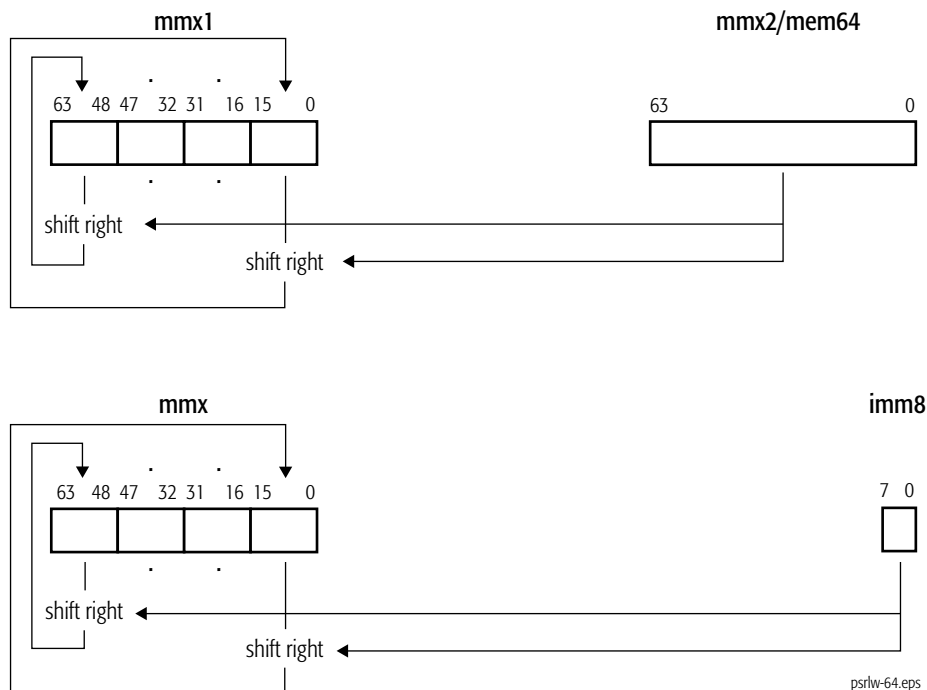 mmx1 mmx2/mem64
. .
63 48 47 32 31 16 15 0 63 0
. .
shift right
shift right
mmx imm8
. .
63 48 47 32 31 16 15 0 7 0
. .
shift right
shift right
psrlw-64.eps